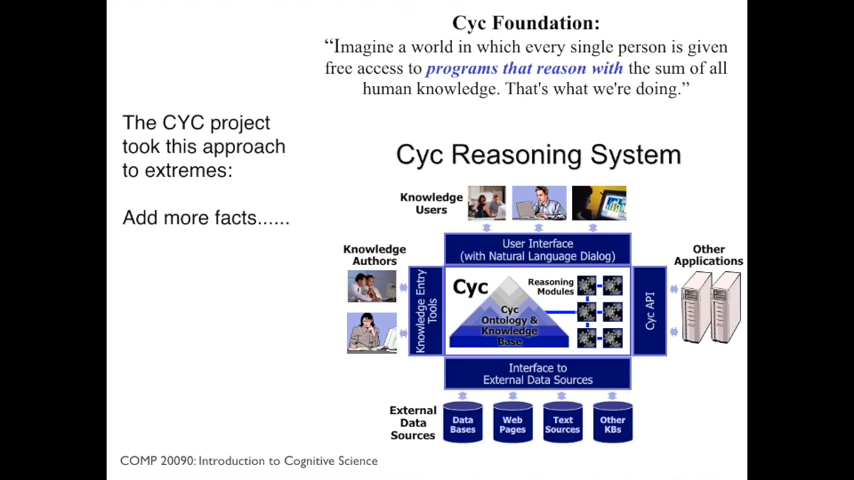 Cyc Foundation:
“Imagine a world in which every single person is given
free access to programs that reason with the sum of all
human knowledge. That's what we're doing.”
The CYC project
took this approach
to extremes:
Add more facts......
Cyc Reasoning System
Knowledge
Users
User Interface
(with Natural Language Dialog)
Knowledge
Authors
Knowledge Entry
Tools
Cyc
Cyc
Ontology &
Knowledge
Base
Reasoning
Modules
Cyc API
Other
Applications
Interface to
External Data Sources
External
Data
Sources
Data
Bases
Web
Pages
Text
Sources
Other
KBs
COMP 20090: Introduction to Cognitive Science